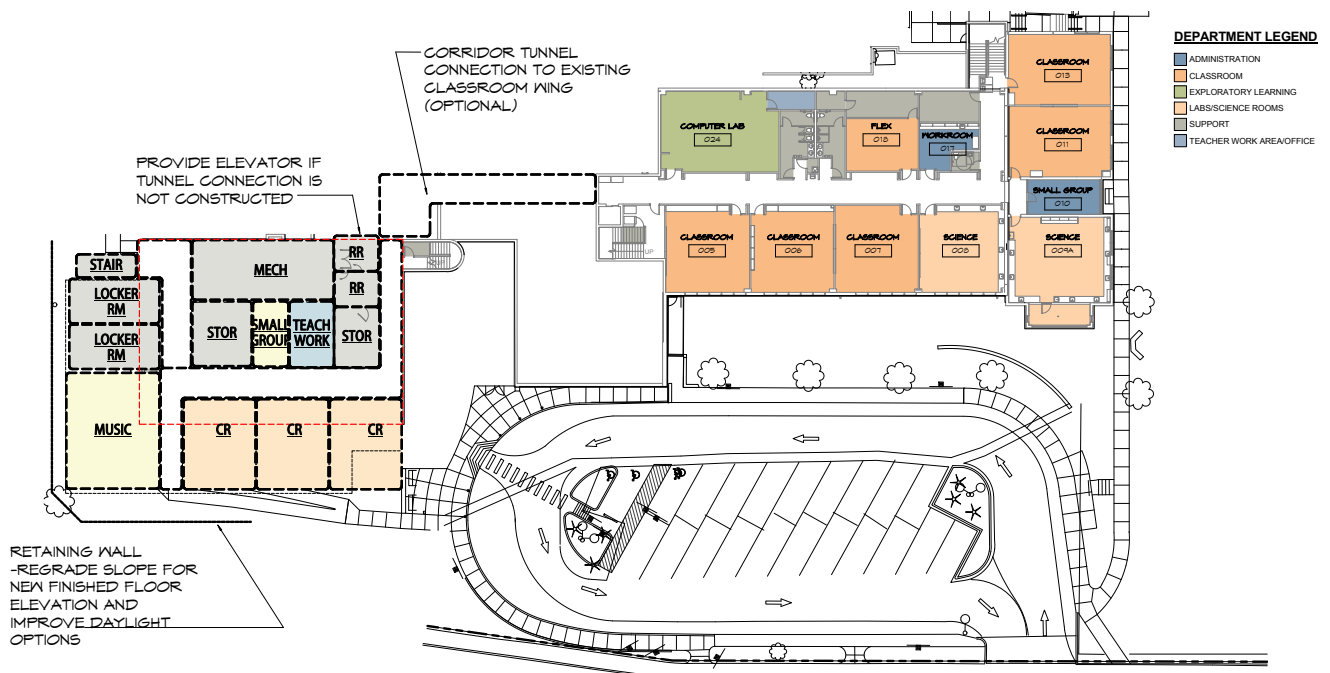 CORRIDOR TUNNEL
CONNECTION TO EXISTING
CLASSROOM WING
(OPTIONAL)
PROVIDE ELEVATOR IF
TUNNEL CONNECTION IS
NOT CONSTRUCTED
DEPARTMENT LEGEND
ADMINISTRATION
CLASSROOM
EXPLORATORY LEARNING
LABS/SCIENCE ROOMS
SUPPORT
TEACHER WORK AREA/OFFICE
CLASSROOM
013
COMPUTER LAB
024
FLEX
018
WORKROOM
017
CLASSROOM
011
SMALL GROUP
010
CLASSROOM
005
CLASSROOM
006
CLASSROOM
007
SCIENCE
008
SCIENCE
009A
UP
STAIR
LOCKER
RM
LOCKER
RM
MECH
RR
RR
STOR
SMALL
GROUP
TEACH
WORK
STOR
MUSIC
CR
CR
CR
RETAINING WALL
-REGRADE SLOPE FOR
NEW FINISHED FLOOR
ELEVATION AND
IMPROVE DAYLIGHT
OPTIONS